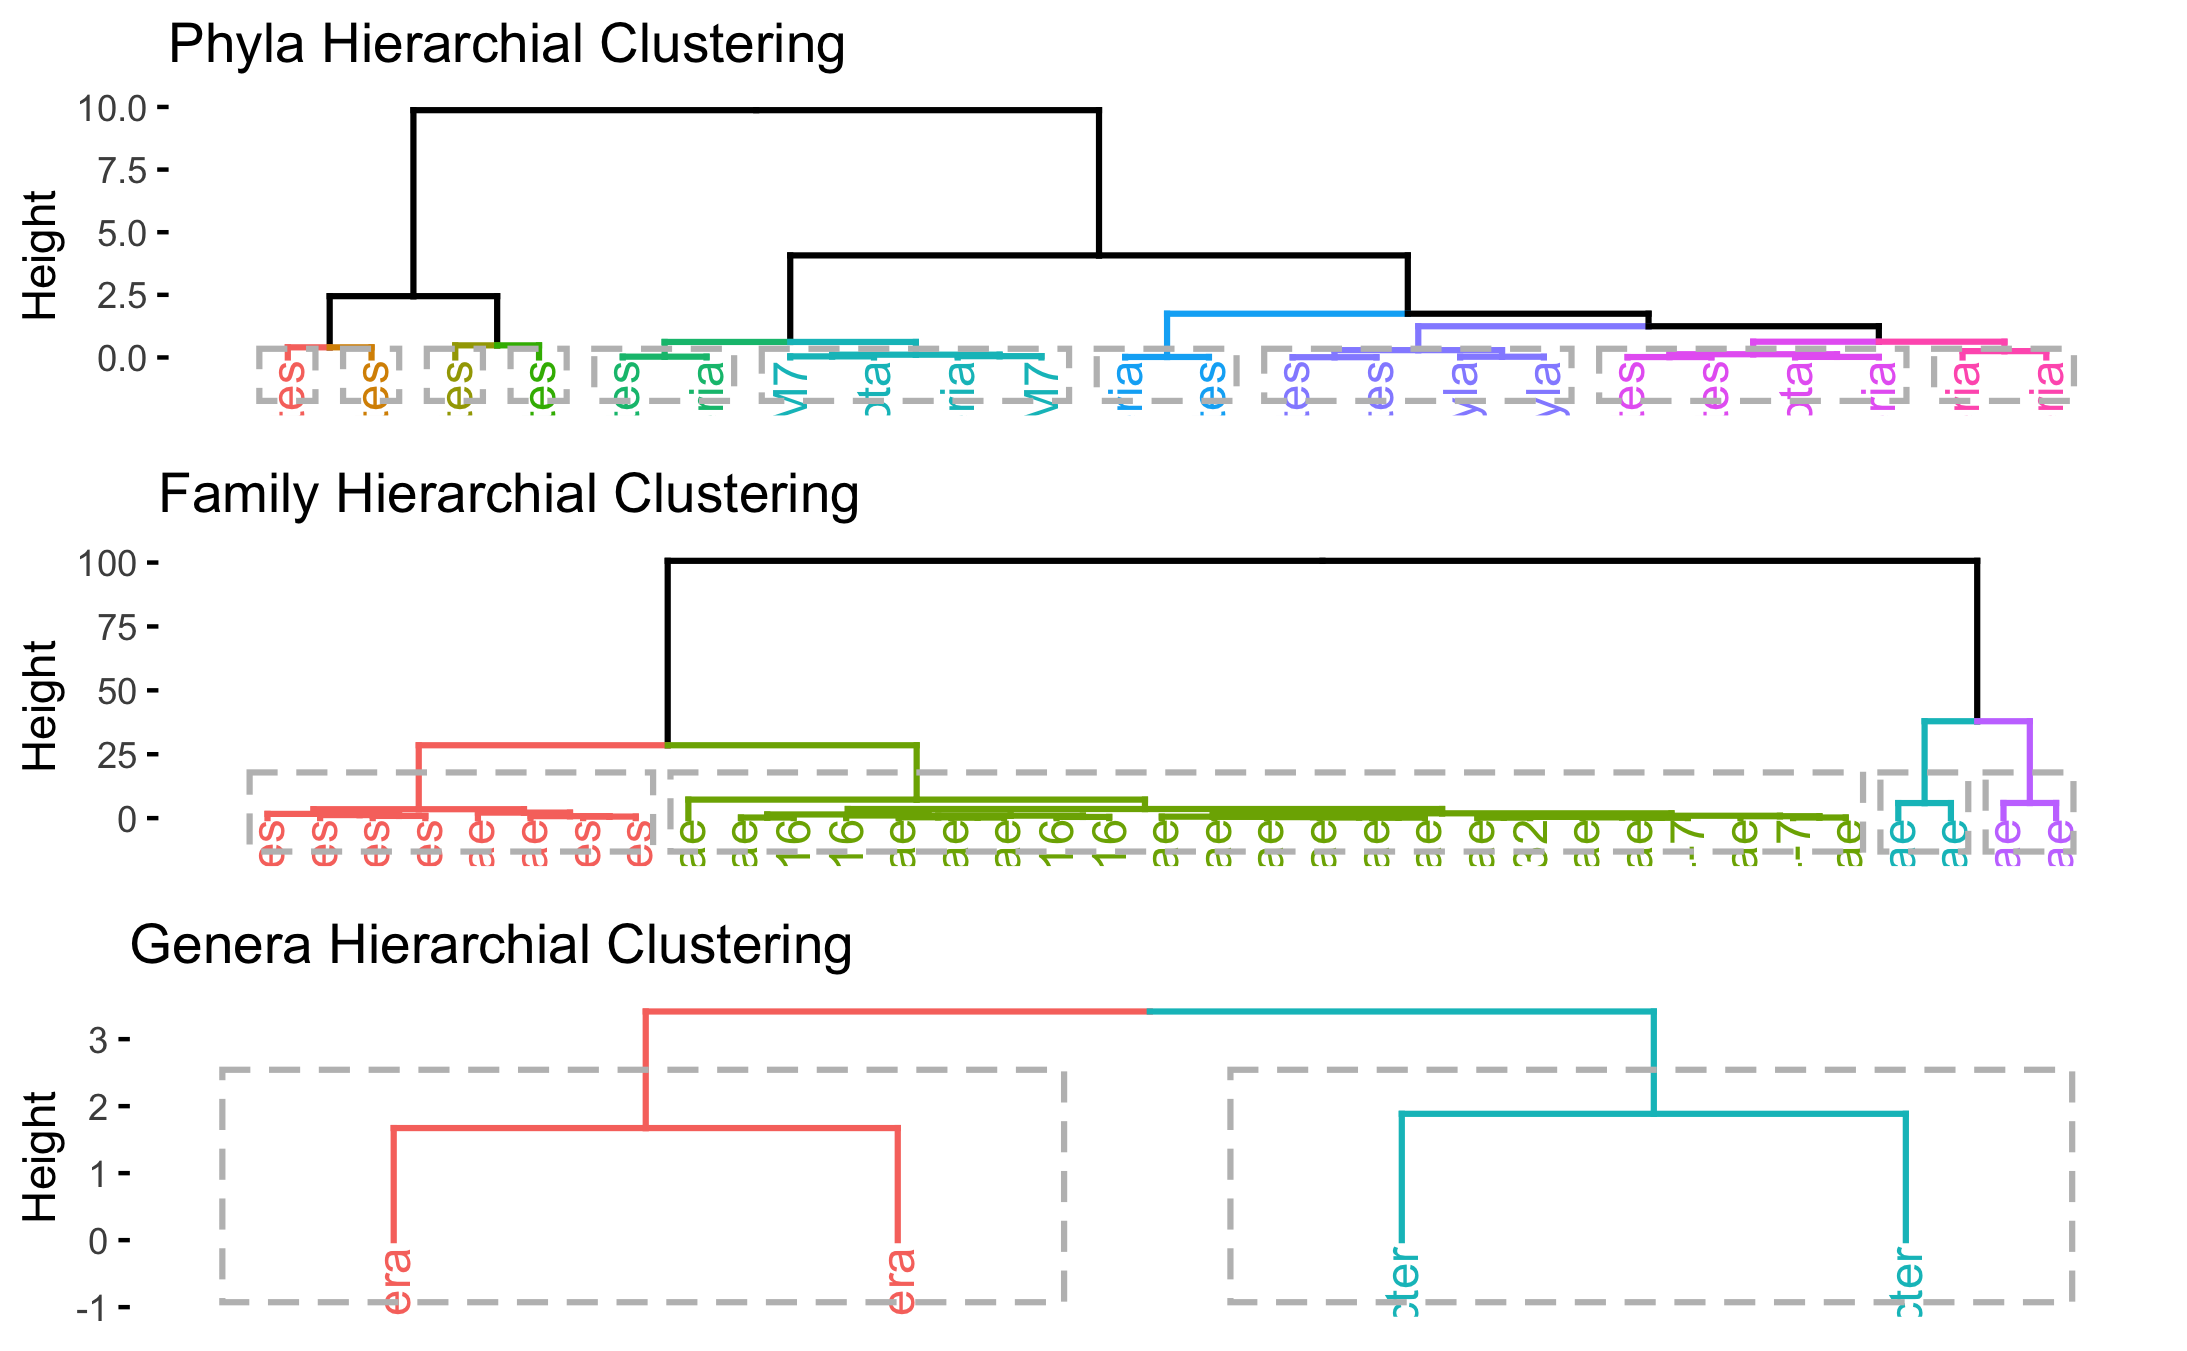 Phyla Hierarchial Clustering
10.0
7.5
5.0
2.5
0.0
Height
es es es es es ria M7 ota ria M7 ria es es es yla yla es es ota ria ria ria
Family Hierarchial Clustering
100
75
50
25
0
Height
es es es es ae ae es es ae ae 16 16 ae ae ae 16 16 ae ae ae ae ae ae ae 32 ae ae -7 ae -7 ae ae ae ae ae
Genera Hierarchial Clustering
3
2
1
0
-1
Height
era era cter cter